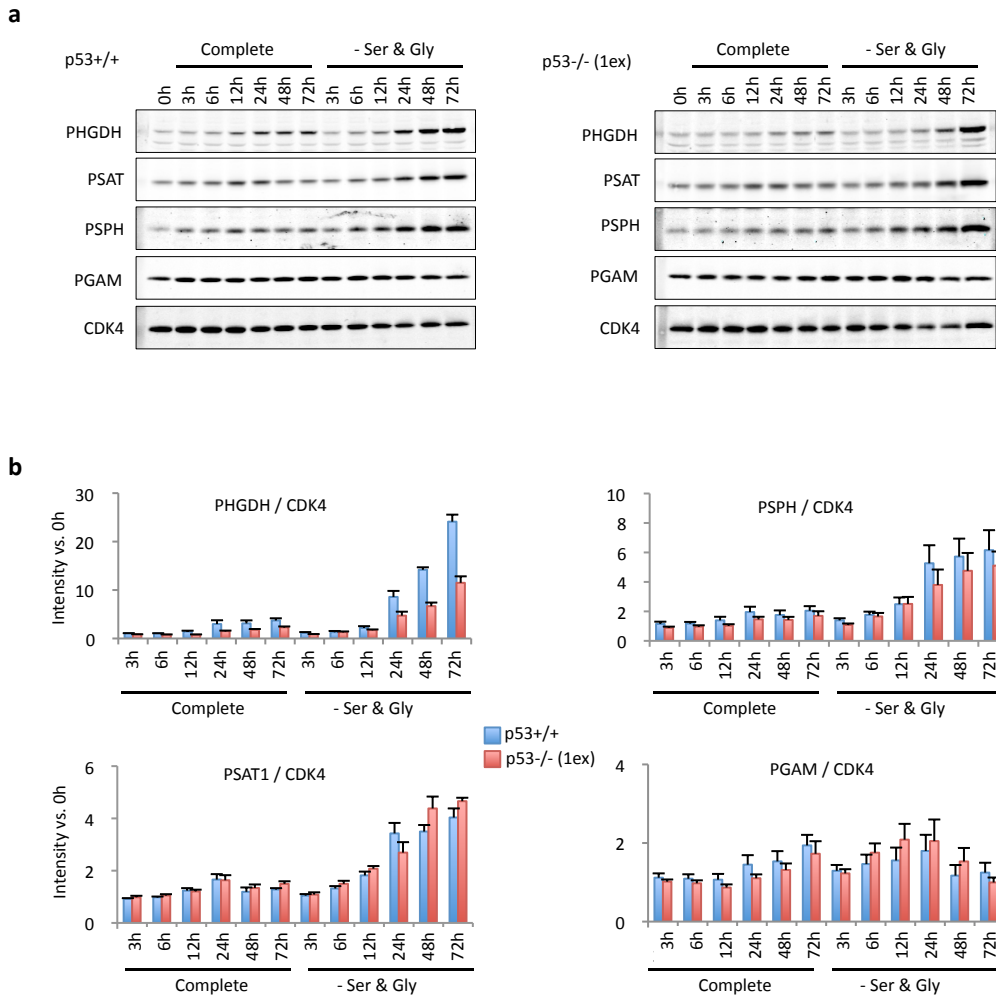 a
p53+/+
Complete
- Ser & Gly
0h 3h 6h 12h 24h 48h 72h 3h 6h 12h 24h 48h 72h
PHGDH
PSAT
PSPH
PGAM
CDK4
p53-/- (1ex)
Complete
- Ser & Gly
0h 3h 6h 12h 24h 48h 72h 3h 6h 12h 24h 48h 72h
PHGDH
PSAT
PSPH
PGAM
CDK4
b
PHGDH / CDK4
Intensity vs. 0h
30
20
10
0
3h 6h 12h 24h 48h 72h 3h 6h 12h 24h 48h 72h
Complete
- Ser & Gly
PSPH / CDK4
10
8
6
4
2
0
3h 6h 12h 24h 48h 72h 3h 6h 12h 24h 48h 72h
Complete
- Ser & Gly
p53+/+
p53-/- (1ex)
PSAT1 / CDK4
Intensity vs. 0h
6
4
2
0
3h 6h 12h 24h 48h 72h 3h 6h 12h 24h 48h 72h
Complete
- Ser & Gly
PGAM / CDK4
4
2
0
3h 6h 12h 24h 48h 72h 3h 6h 12h 24h 48h 72h
Complete
- Ser & Gly